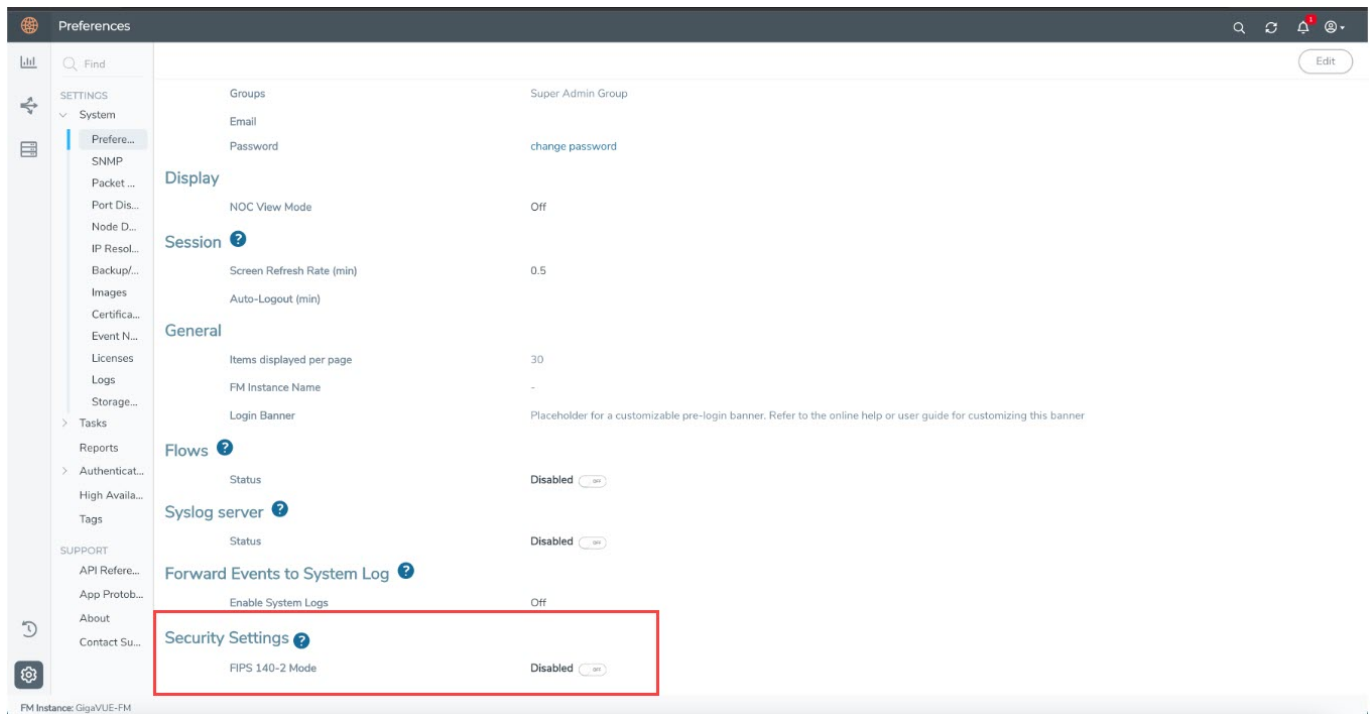 Preferences
1
Find
Edit
SETTINGS
System
Prefere...
SNMP
Packet ...
Port Dis...
Node D...
IP Resol...
Backup/...
Images
Certifica...
Event N...
Licenses
Logs
Storage...
Tasks
Reports
Authenticat...
High Availa...
Tags
SUPPORT
API Refere...
App Protob...
About
Contact Su...
Groups Super Admin Group
Email
Password change password
Display
NOC View Mode Off
Session ?
Screen Refresh Rate (min) 0.5
Auto-Logout (min)
General
Items displayed per page 30
FM Instance Name -
Login Banner Placeholder for a customizable pre-login banner. Refer to the online help or user guide for customizing this banner
Flows ?
Status Disabled OFF
Syslog server ?
Status Disabled OFF
Forward Events to System Log ?
Enable System Logs Off
Security Settings ?
FIPS 140-2 Mode Disabled OFF
FM Instance: GigaVUE-FM